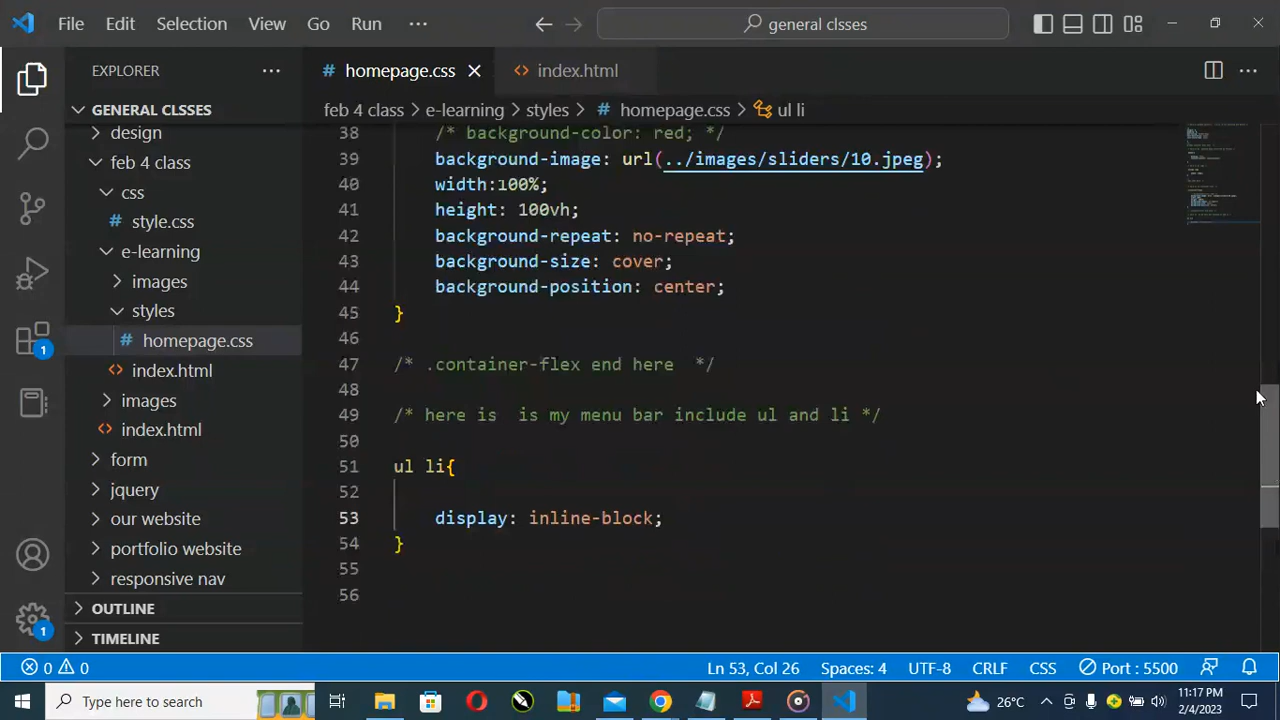 File Edit Selection View Go Run ··· general clsses
EXPLORER ··· homepage.css index.html
GENERAL CLSSES
design
feb 4 class
css
style.css
e-learning
images
styles
homepage.css
index.html
images
index.html
form
jquery
our website
portfolio website
responsive nav
OUTLINE
TIMELINE
1
1
feb 4 class > e-learning > styles > # homepage.css > ul li
38 /* background-color: red; */
39 background-image: url(../images/sliders/10.jpeg);
40 width:100%;
41 height: 100vh;
42 background-repeat: no-repeat;
43 background-size: cover;
44 background-position: center;
45 }
46
47 /* .container-flex end here  */
48
49 /* here is  is my menu bar include ul and li */
50
51 ul li{
52
53 display: inline-block;
54 }
55
56
0 0 Ln 53, Col 26 Spaces: 4 UTF-8 CRLF CSS Port : 5500
Type here to search 26°C 11:17 PM
2/4/2023